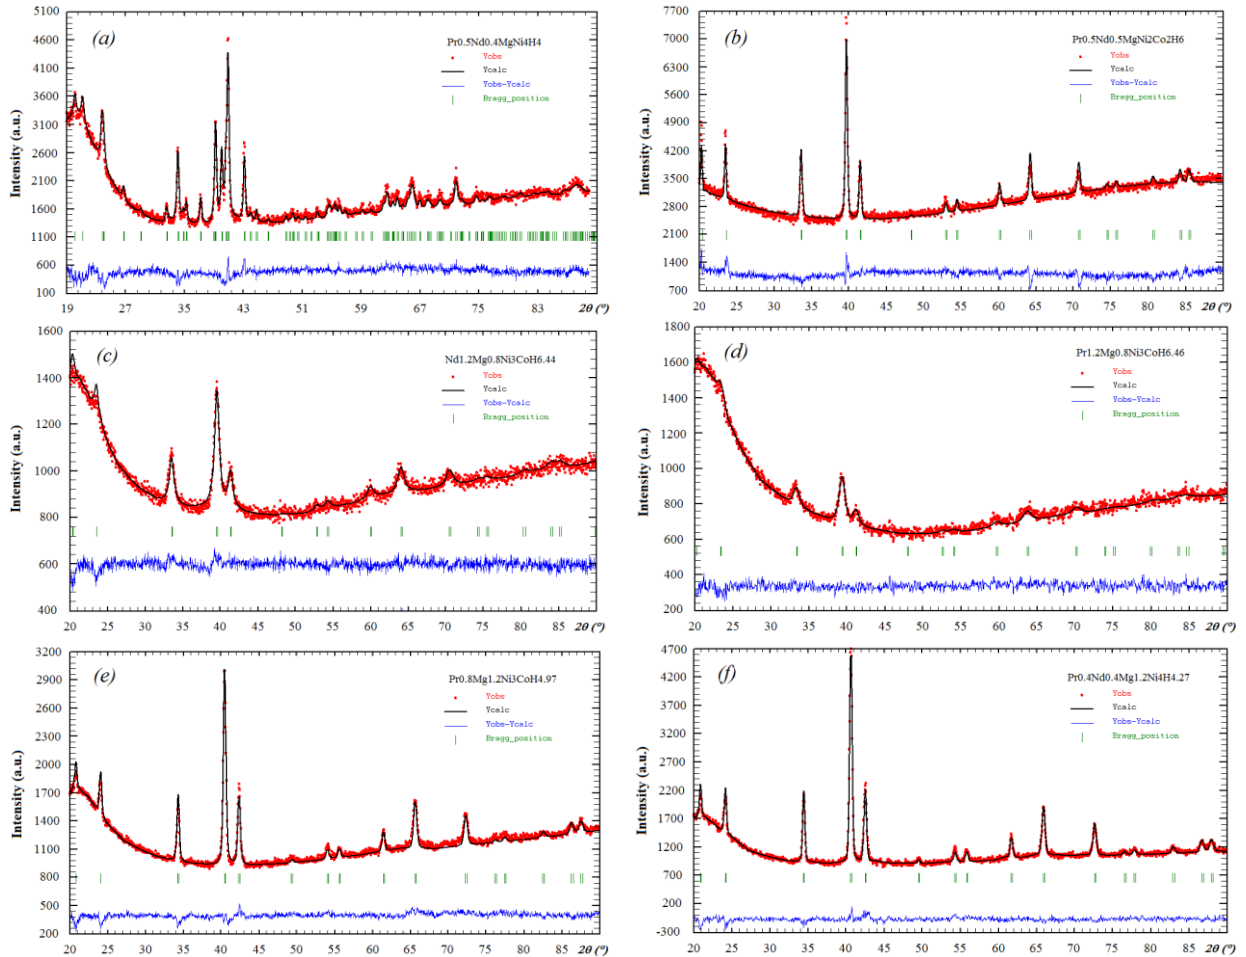 (a)
Pr0.5Nd0.4MgNi4H4
Yobs
Ycalc
Yobs-Ycalc
Bragg_position
Intensity (a.u.)
5100
4600
4100
3600
3100
2600
2100
1600
1100
600
100
19 27 35 43 51 59 67 75 83 2θ (°)
(b)
Pr0.5Nd0.5MgNi2Co2H6
Yobs
Ycalc
Yobs-Ycalc
Bragg_position
Intensity (a.u.)
7700
7000
6300
4900
4200
3500
2800
2100
1400
700
20 25 30 35 40 45 50 55 60 65 70 75 80 85 2θ (°)
(c)
Nd1.2Mg0.8Ni3CoH6.44
Yobs
Ycalc
Yobs-Ycalc
Bragg_position
Intensity (a.u.)
1600
1400
1200
1000
800
600
400
20 25 30 35 40 45 50 55 60 65 70 75 80 85 2θ (°)
(d)
Pr1.2Mg0.8Ni3CoH6.46
Yobs
Ycalc
Yobs-Ycalc
Bragg_position
Intensity (a.u.)
1800
1600
1400
1200
1000
800
600
400
200
20 25 30 35 40 45 50 55 60 65 70 75 80 85 2θ (°)
(e)
Pr0.8Mg1.2Ni3CoH4.97
Yobs
Ycalc
Yobs-Ycalc
Bragg_position
Intensity (a.u.)
3200
2900
2600
2300
2000
1700
1400
1100
800
500
200
20 25 30 35 40 45 50 55 60 65 70 75 80 85 2θ (°)
(f)
Pr0.4Nd0.4Mg1.2Ni4H4.27
Yobs
Ycalc
Yobs-Ycalc
Bragg_position
Intensity (a.u.)
4700
4200
3700
3200
2700
2200
1700
1200
700
200
-300
20 25 30 35 40 45 50 55 60 65 70 75 80 85 2θ (°)